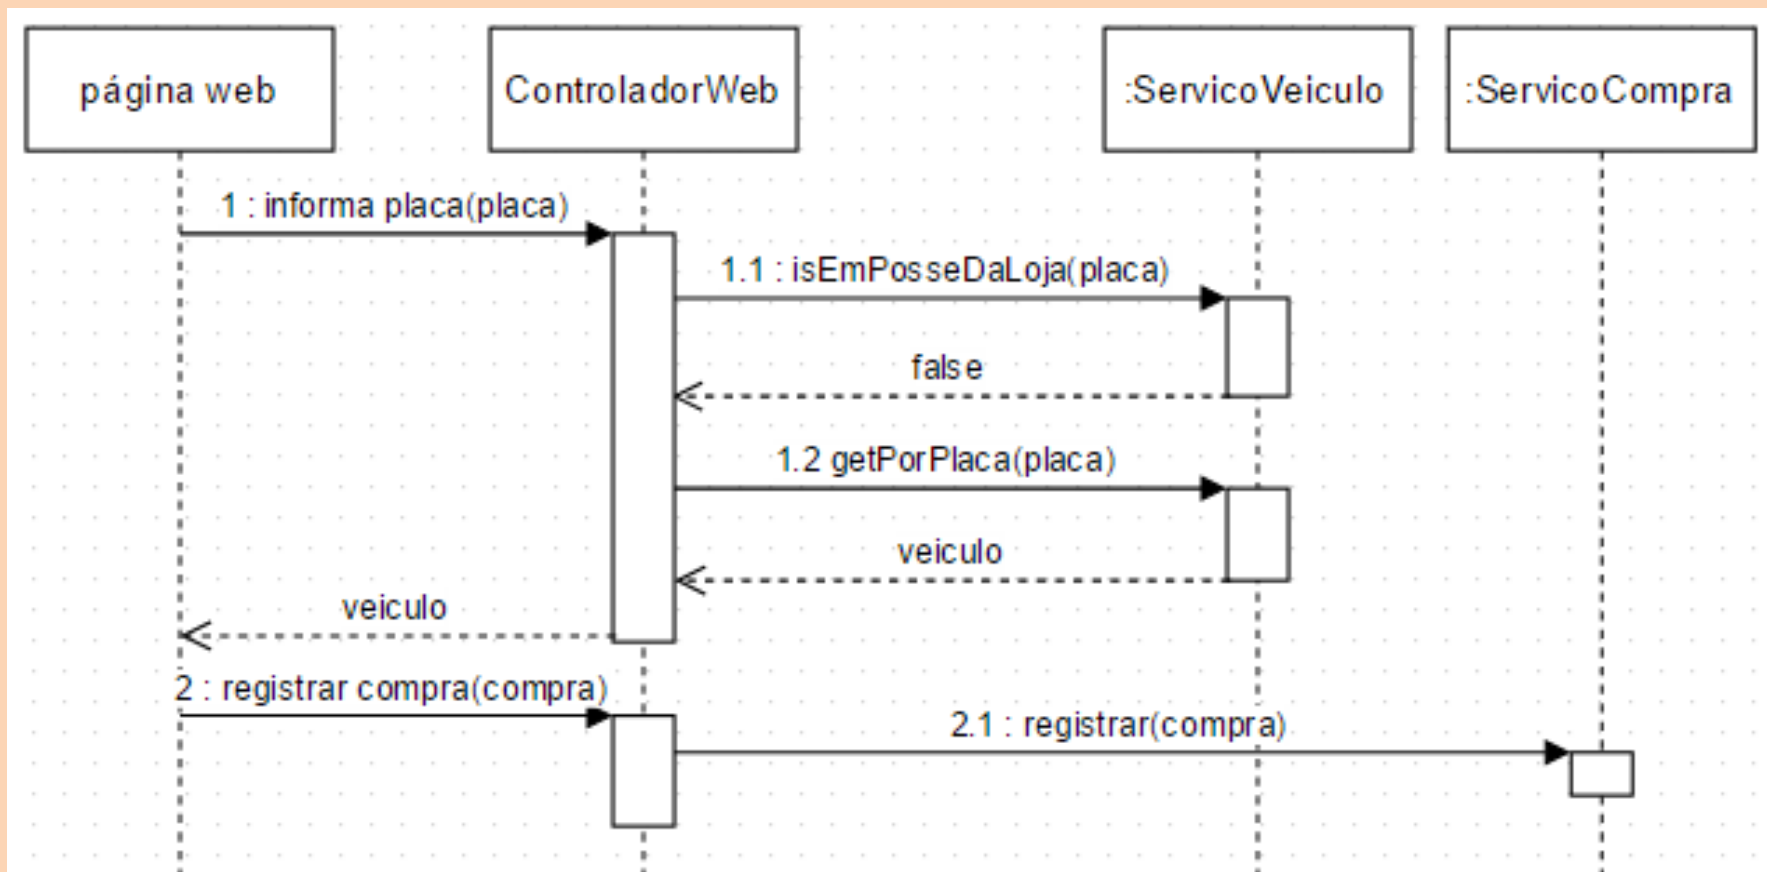 página web
ControladorWeb
:ServicoVeiculo
:ServicoCompra
1 : informa placa(placa)
1.1 : isEmPosseDaLoja(placa)
false
1.2 getPorPlaca(placa)
veiculo
veiculo
2 : registrar compra(compra)
2.1 : registrar(compra)